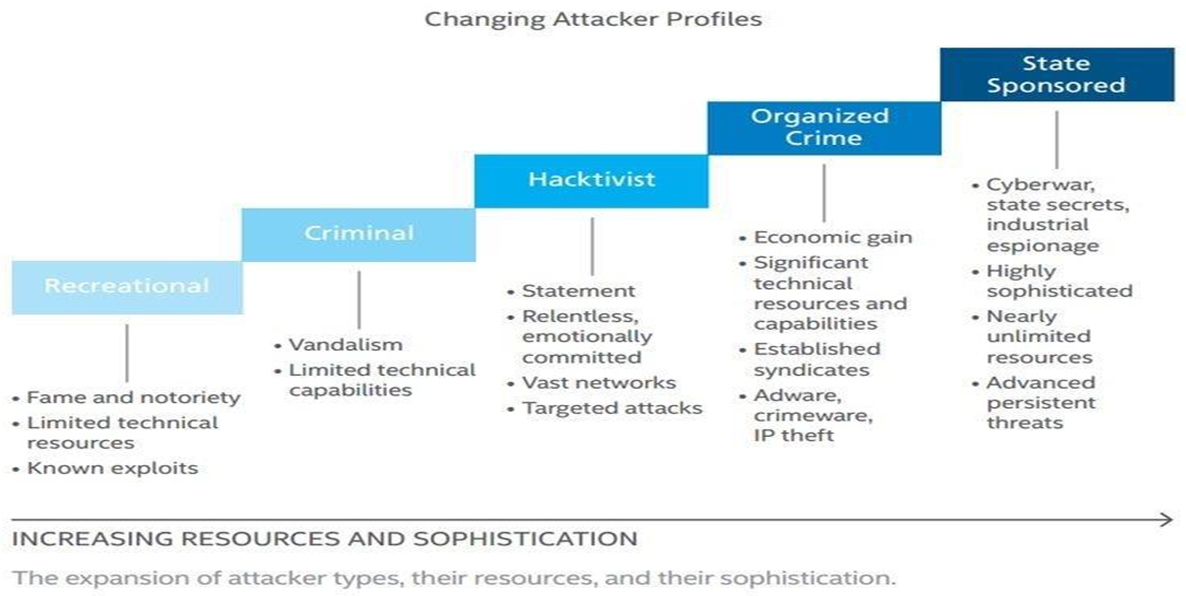 Changing Attacker Profiles
State
Sponsored
Organized
Crime
Hacktivist
Criminal
Recreational
• Fame and notoriety
• Limited technical
resources
• Known exploits
• Vandalism
• Limited technical
capabilities
• Statement
• Relentless,
emotionally
committed
• Vast networks
• Targeted attacks
• Economic gain
• Significant
technical
resources and
capabilities
• Established
syndicates
• Adware,
crimeware,
IP theft
• Cyberwar,
state secrets,
industrial
espionage
• Highly
sophisticated
• Nearly
unlimited
resources
• Advanced
persistent
threats
INCREASING RESOURCES AND SOPHISTICATION
The expansion of attacker types, their resources, and their sophistication.